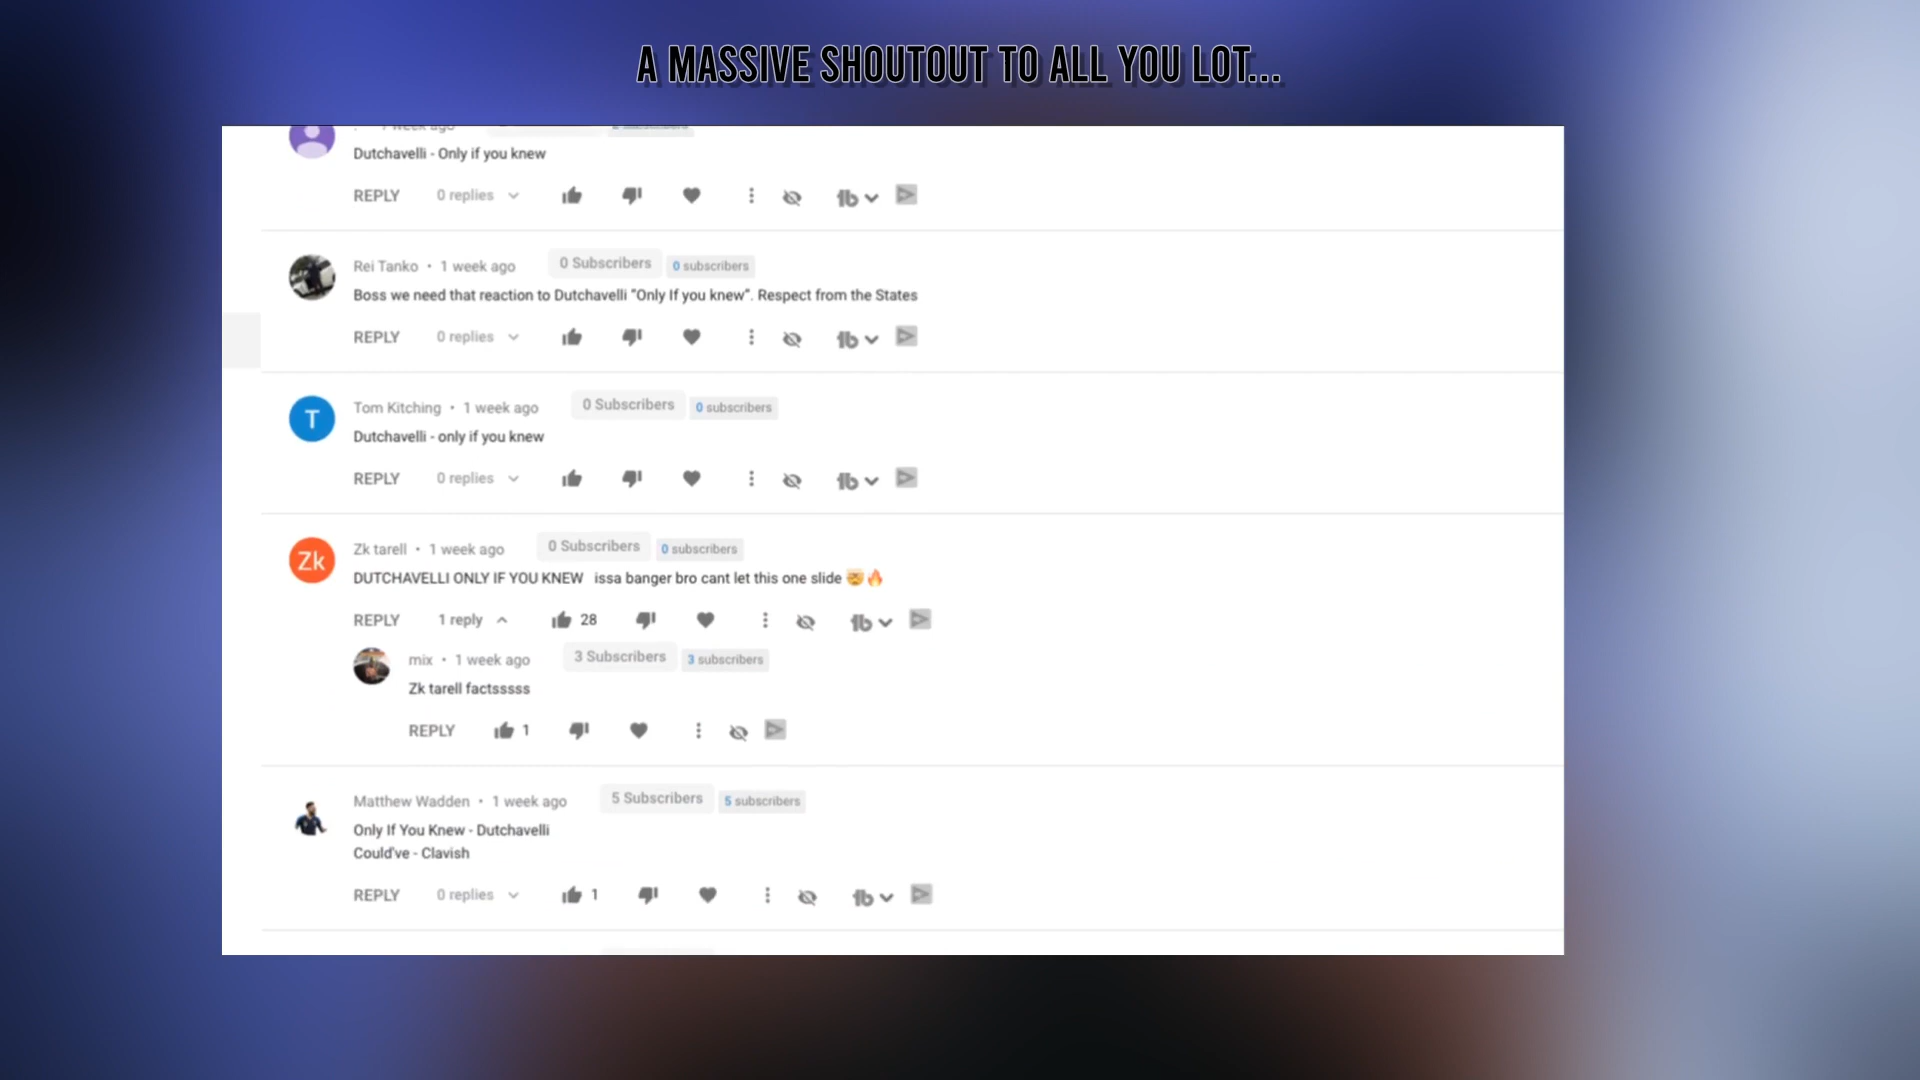 A MASSIVE SHOUTOUT TO ALL YOU LOT...
1 week ago
Dutchavelli - Only if you knew
REPLY 0 replies
Rei Tanko • 1 week ago 0 Subscribers 0 subscribers
Boss we need that reaction to Dutchavelli "Only If you knew". Respect from the States
REPLY 0 replies
T
Tom Kitching • 1 week ago 0 Subscribers 0 subscribers
Dutchavelli - only if you knew
REPLY 0 replies
Zk
Zk tarell • 1 week ago 0 Subscribers 0 subscribers
DUTCHAVELLI ONLY IF YOU KNEW issa banger bro cant let this one slide 🤯🔥
REPLY 1 reply 28
mix • 1 week ago 3 Subscribers 3 subscribers
Zk tarell factsssss
REPLY 1
Matthew Wadden • 1 week ago 5 Subscribers 5 subscribers
Only If You Knew - Dutchavelli
Could've - Clavish
REPLY 0 replies 1